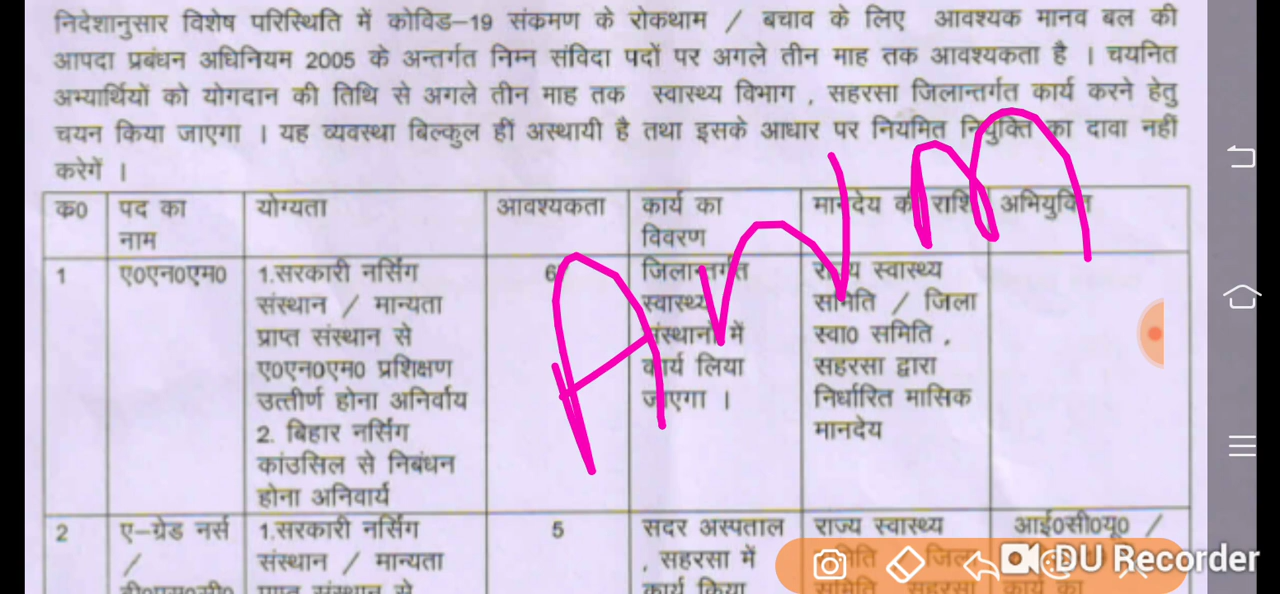 निदेशानुसार विशेष परिस्थिति में कोविड–19 संक्रमण के रोकथाम / बचाव के लिए आवश्यक मानव बल की
आपदा प्रबंधन अधिनियम 2005 के अन्तर्गत निम्न संविदा पदों पर अगले तीन माह तक आवश्यकता है । चयनित
अभ्यार्थियों को योगदान की तिथि से अगले तीन माह तक स्वास्थ्य विभाग , सहरसा जिलान्तर्गत कार्य करने हेतु
चयन किया जाएगा । यह व्यवस्था बिल्कुल हीं अस्थायी है तथा इसके आधार पर नियमित नियुक्ति का दावा नहीं
करेगें ।
क0 पद का योग्यता आवश्यकता कार्य का मानदेय की राशि अभियुक्ति
नाम विवरण
1 ए0एन0एम0 1.सरकारी नर्सिंग 6 जिलान्तर्गत राज्य स्वास्थ्य
संस्थान / मान्यता स्वास्थ्य समिति / जिला
प्राप्त संस्थान से संस्थानों में स्वा0 समिति ,
ए0एन0एम0 प्रशिक्षण कार्य लिया सहरसा द्वारा
उत्तीर्ण होना अनिर्वाय जाएगा । निर्धारित मासिक
2. बिहार नर्सिग मानदेय
कांउसिल से निबंधन
होना अनिवार्य
ANM
2 ए–ग्रेड नर्स 1.सरकारी नर्सिंग 5 सदर अस्पताल राज्य स्वास्थ्य आई0सी0यू0 /
/ संस्थान / मान्यता , सहरसा में
प्राप्त संस्थान से कार्य किया समिति सहरसा कार्य का
DU Recorder